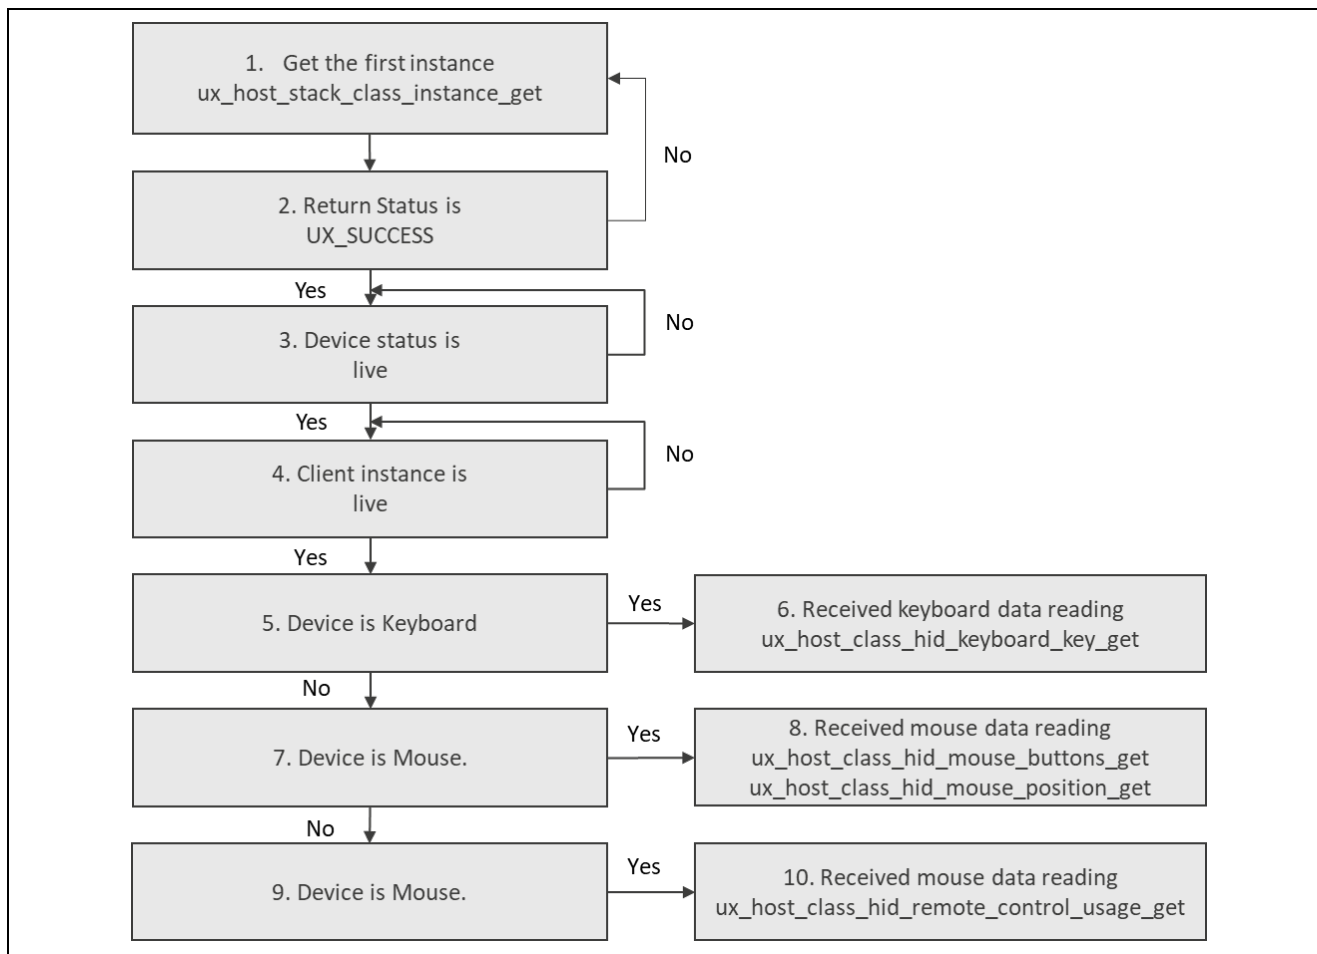 1. Get the first instance
ux_host_stack_class_instance_get
No
2. Return Status is
UX_SUCCESS
Yes
No
3. Device status is
live
Yes
No
4. Client instance is
live
Yes
5. Device is Keyboard
Yes
6. Received keyboard data reading
ux_host_class_hid_keyboard_key_get
No
7. Device is Mouse.
Yes
8. Received mouse data reading
ux_host_class_hid_mouse_buttons_get
ux_host_class_hid_mouse_position_get
No
9. Device is Mouse.
Yes
10. Received mouse data reading
ux_host_class_hid_remote_control_usage_get